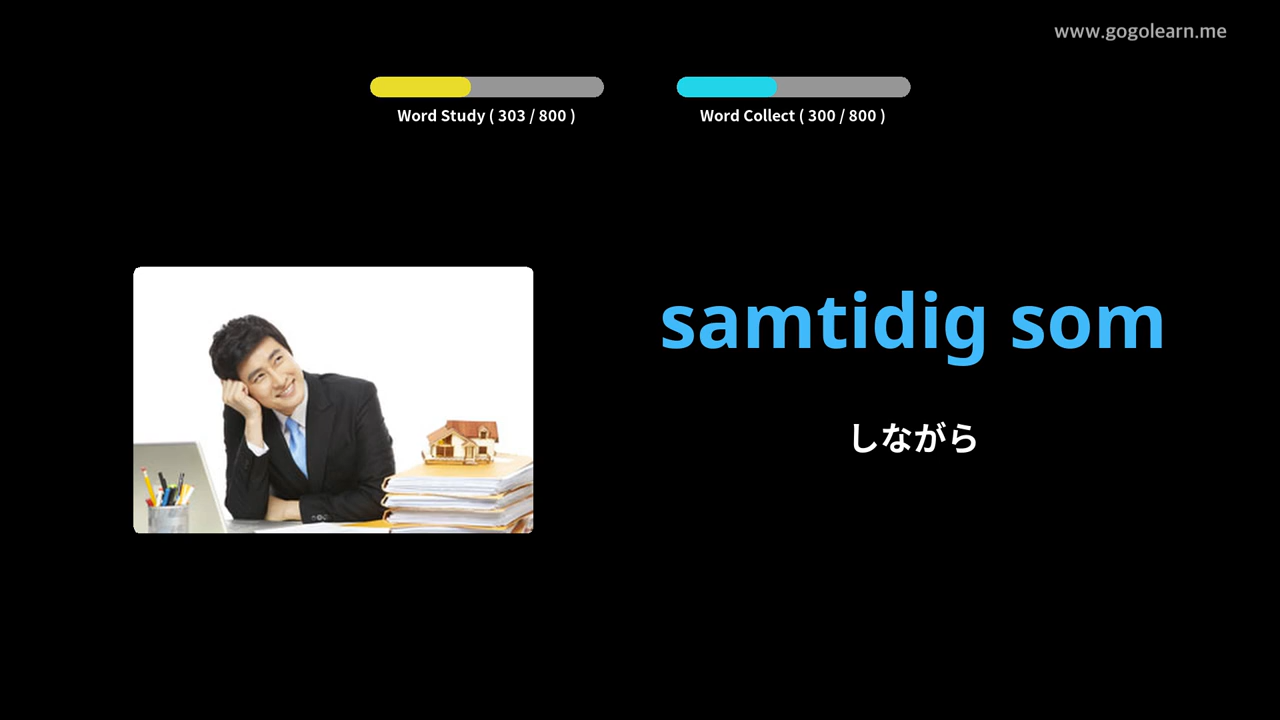 www.gogolearn.me
Word Study ( 303 / 800 )
Word Collect ( 300 / 800 )
samtidig som
しながら